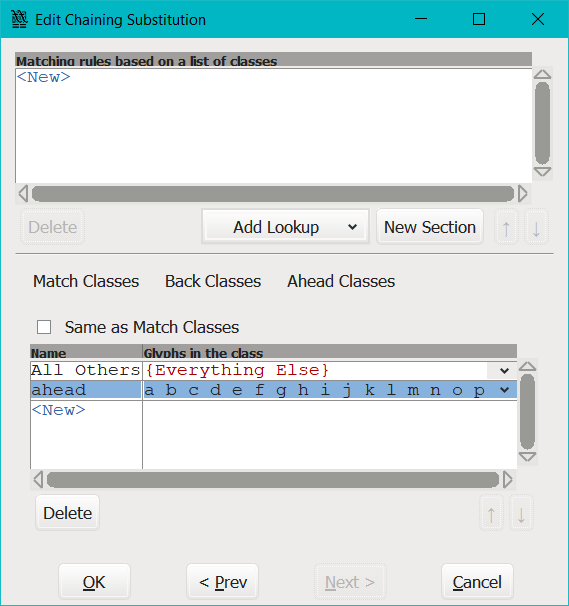 Edit Chaining Substitution
Matching rules based on a list of classes
<New>
Delete
Add Lookup
New Section
↑
↓
Match Classes
Back Classes
Ahead Classes
Same as Match Classes
Name
Glyphs in the class
All Others
{Everything Else}
ahead
a b c d e f g h i j k l m n o p
<New>
Delete
↑
↓
OK
< Prev
Next >
Cancel